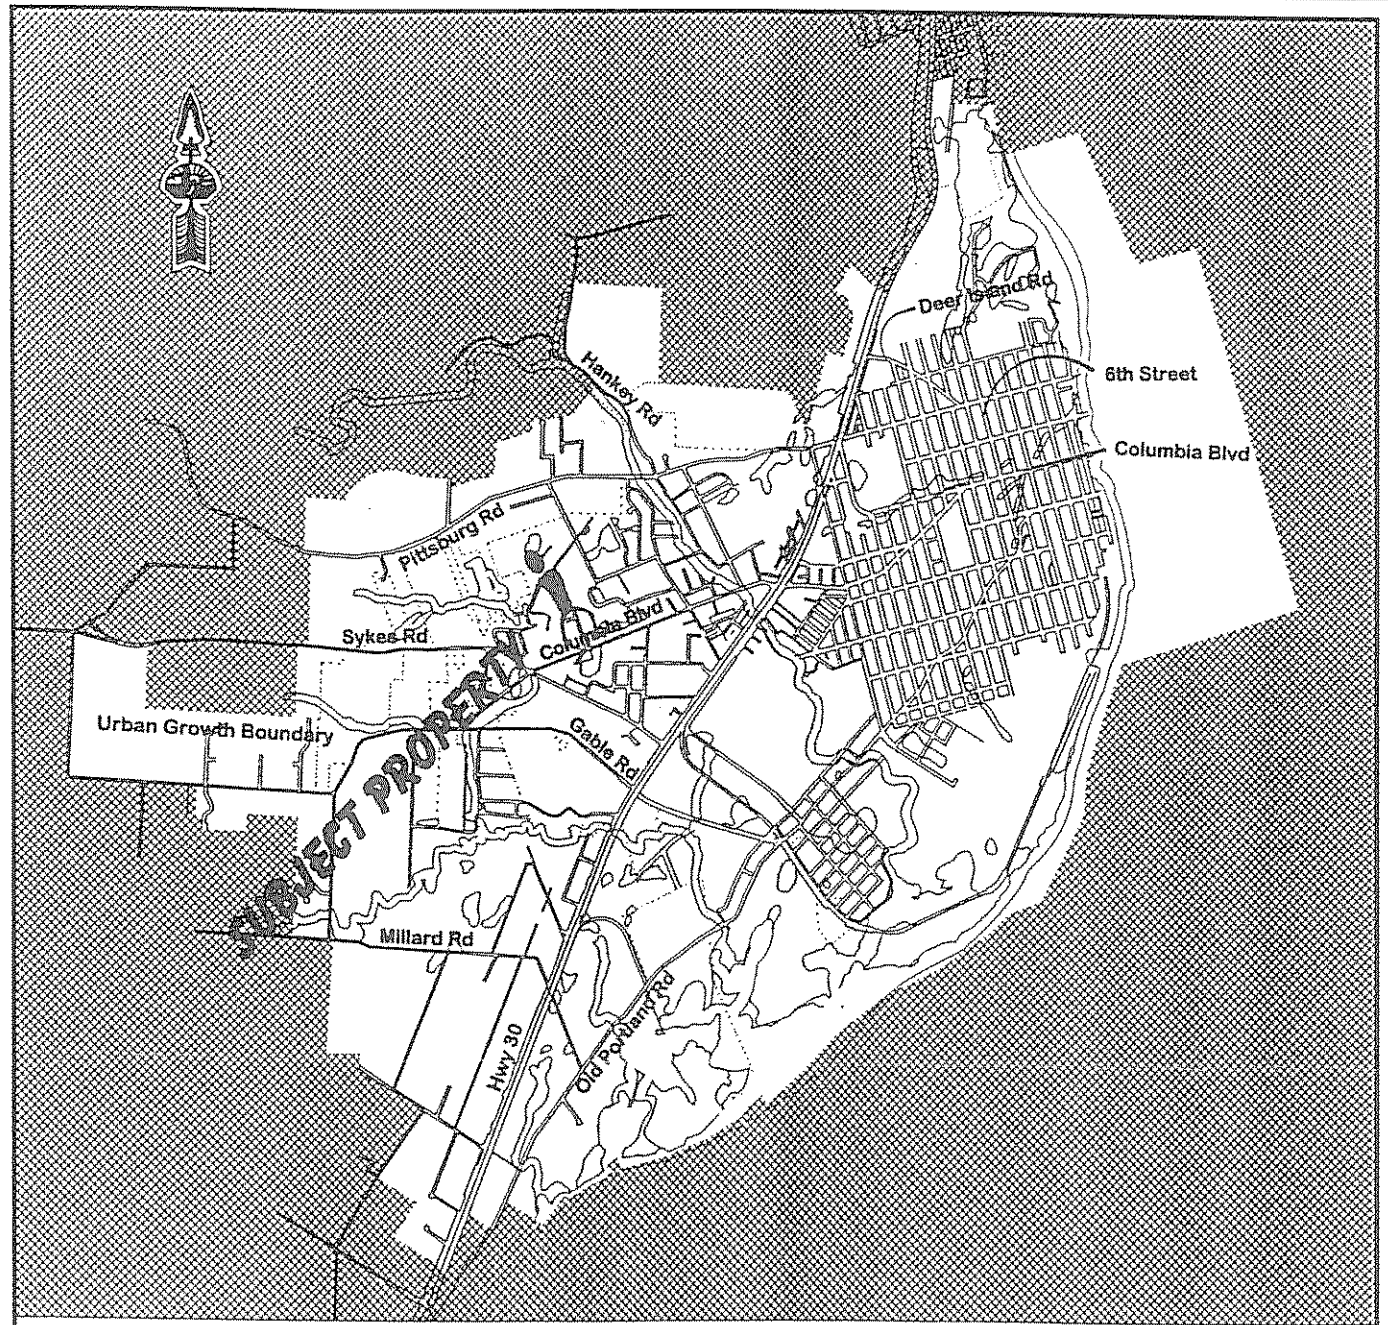 Deer Island Rd
Hankey Rd
6th Street
Columbia Blvd
Pittsburg Rd
Columbia Blvd
Sykes Rd
Urban Growth Boundary
Gable Rd
SUBJECT PROPERTY
Millard Rd
Hwy 30
Old Portland Rd